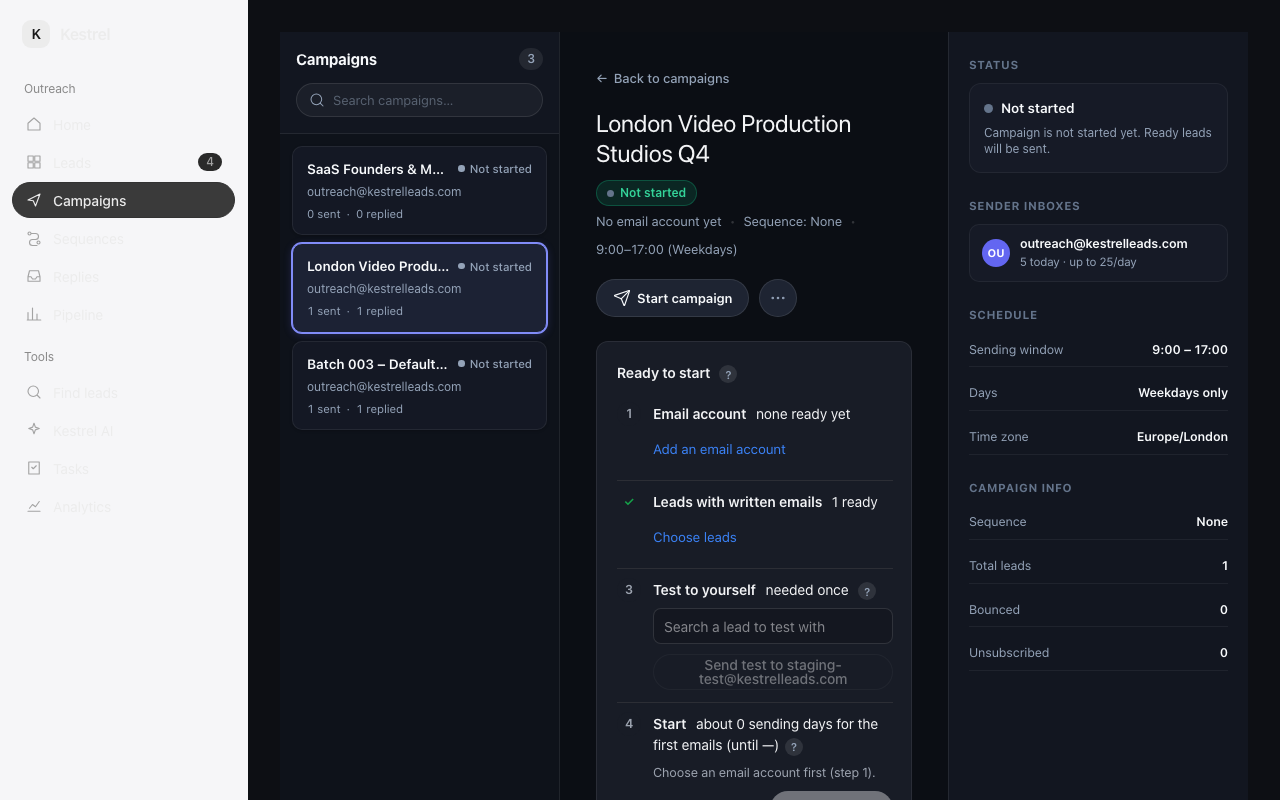 K
Kestrel
Outreach
Home
Leads
4
Campaigns
Sequences
Replies
Pipeline
Tools
Find leads
Kestrel AI
Tasks
Analytics
Campaigns
3
Search campaigns...
SaaS Founders & M...
Not started
outreach@kestrelleads.com
0 sent · 0 replied
London Video Produ...
Not started
outreach@kestrelleads.com
1 sent · 1 replied
Batch 003 – Default...
Not started
outreach@kestrelleads.com
1 sent · 1 replied
← Back to campaigns
London Video Production
Studios Q4
Not started
No email account yet · Sequence: None ·
9:00–17:00 (Weekdays)
Start campaign
···
Ready to start ?
1 Email account none ready yet
Add an email account
Leads with written emails 1 ready
Choose leads
3 Test to yourself needed once ?
Search a lead to test with
Send test to staging-
test@kestrelleads.com
4 Start about 0 sending days for the
first emails (until —) ?
Choose an email account first (step 1).
STATUS
Not started
Campaign is not started yet. Ready leads
will be sent.
SENDER INBOXES
OU
outreach@kestrelleads.com
5 today · up to 25/day
SCHEDULE
Sending window 9:00 – 17:00
Days Weekdays only
Time zone Europe/London
CAMPAIGN INFO
Sequence None
Total leads 1
Bounced 0
Unsubscribed 0